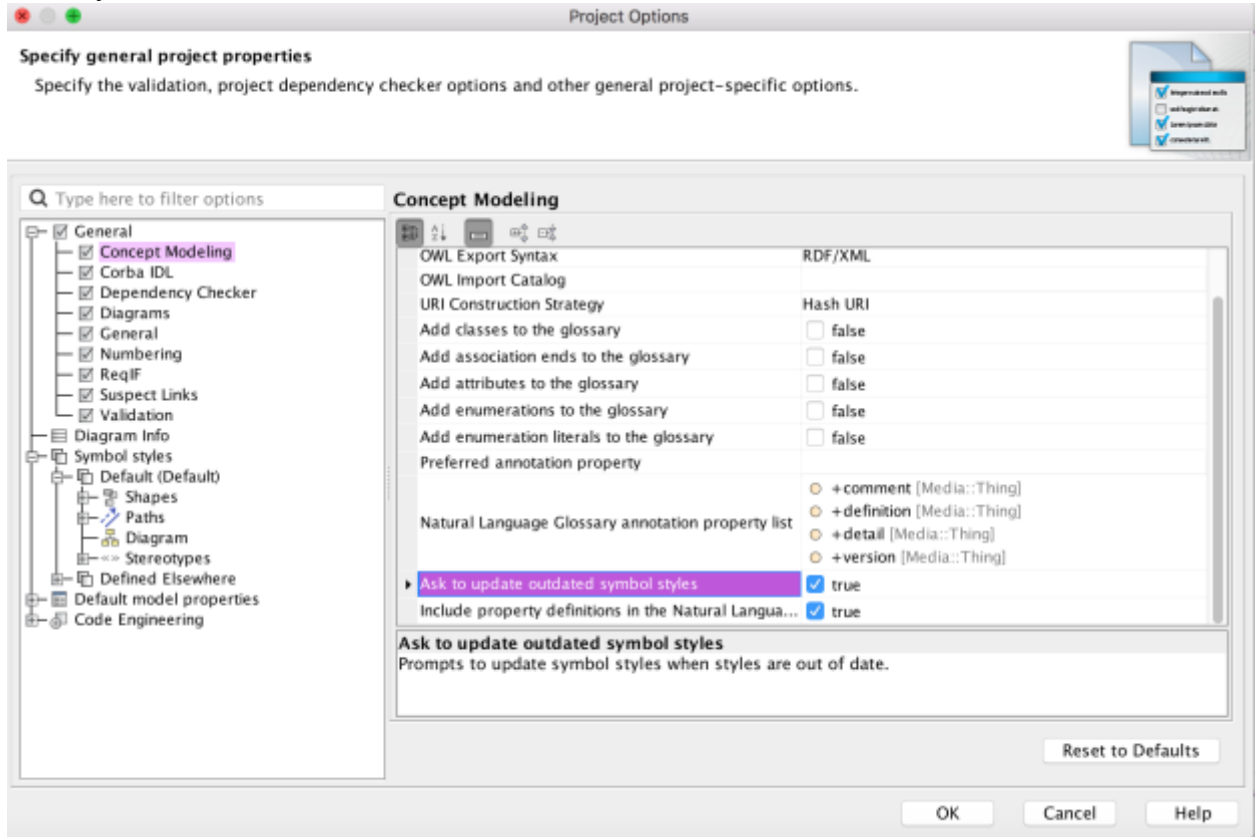 Project Options
Specify general project properties
Specify the validation, project dependency checker options and other general project-specific options.
Type here to filter options
General
Concept Modeling
Corba IDL
Dependency Checker
Diagrams
General
Numbering
ReqIF
Suspect Links
Validation
Diagram Info
Symbol styles
Default (Default)
Shapes
Paths
Diagram
Stereotypes
Defined Elsewhere
Default model properties
Code Engineering
Concept Modeling
OWL Export Syntax RDF/XML
OWL Import Catalog
URI Construction Strategy Hash URI
Add classes to the glossary false
Add association ends to the glossary false
Add attributes to the glossary false
Add enumerations to the glossary false
Add enumeration literals to the glossary false
Preferred annotation property
Natural Language Glossary annotation property list
+comment [Media::Thing]
+definition [Media::Thing]
+detail [Media::Thing]
+version [Media::Thing]
Ask to update outdated symbol styles true
Include property definitions in the Natural Langua... true
Ask to update outdated symbol styles
Prompts to update symbol styles when styles are out of date.
Reset to Defaults
OK Cancel Help